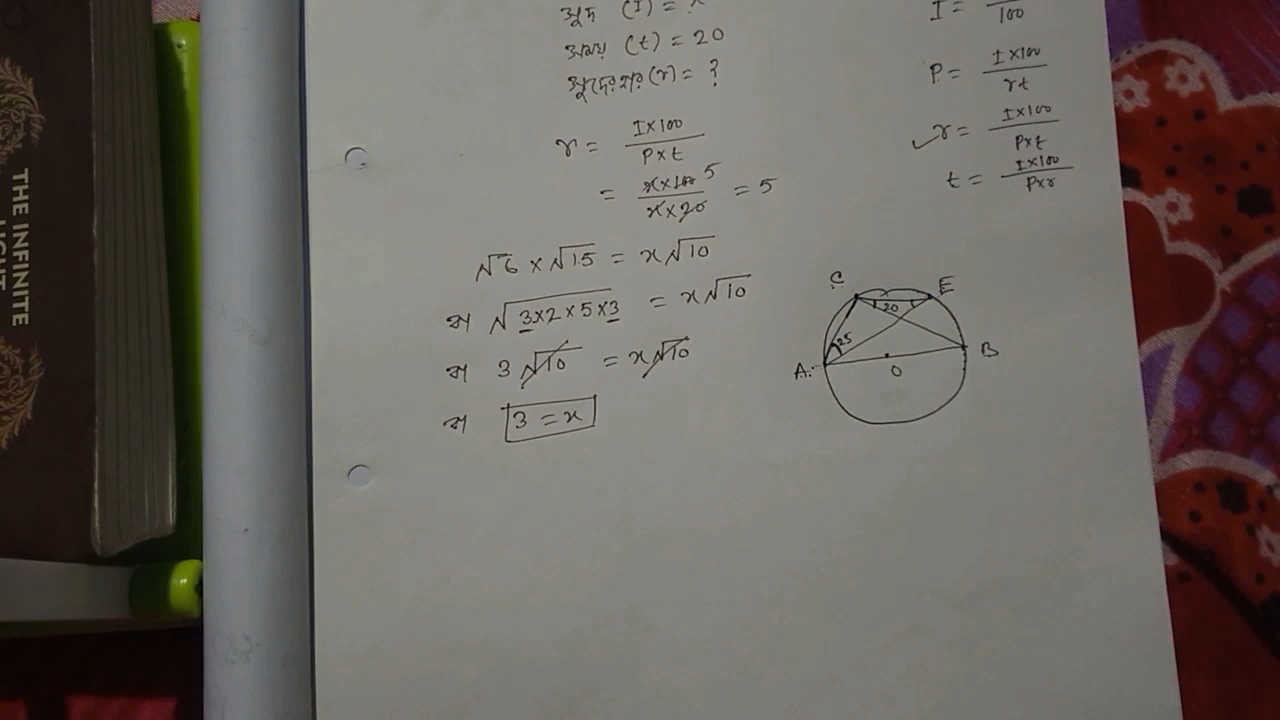 সুদ (I) = x
সময় (t) = 20
সুদের হার (r) = ?
r = I×100 / P×t
= x×100 5 / x×20 = 5
I = / 100
P = I×100 / rt
✓r = I×100 / P×t
t = I×100 / P×r
√6 × √15 = x√10
বা √3×2×5×3 = x√10
বা 3√10 = x√10
বা 3 = x
C E
20
25
A B
O
THE INFINITE
LIGHT